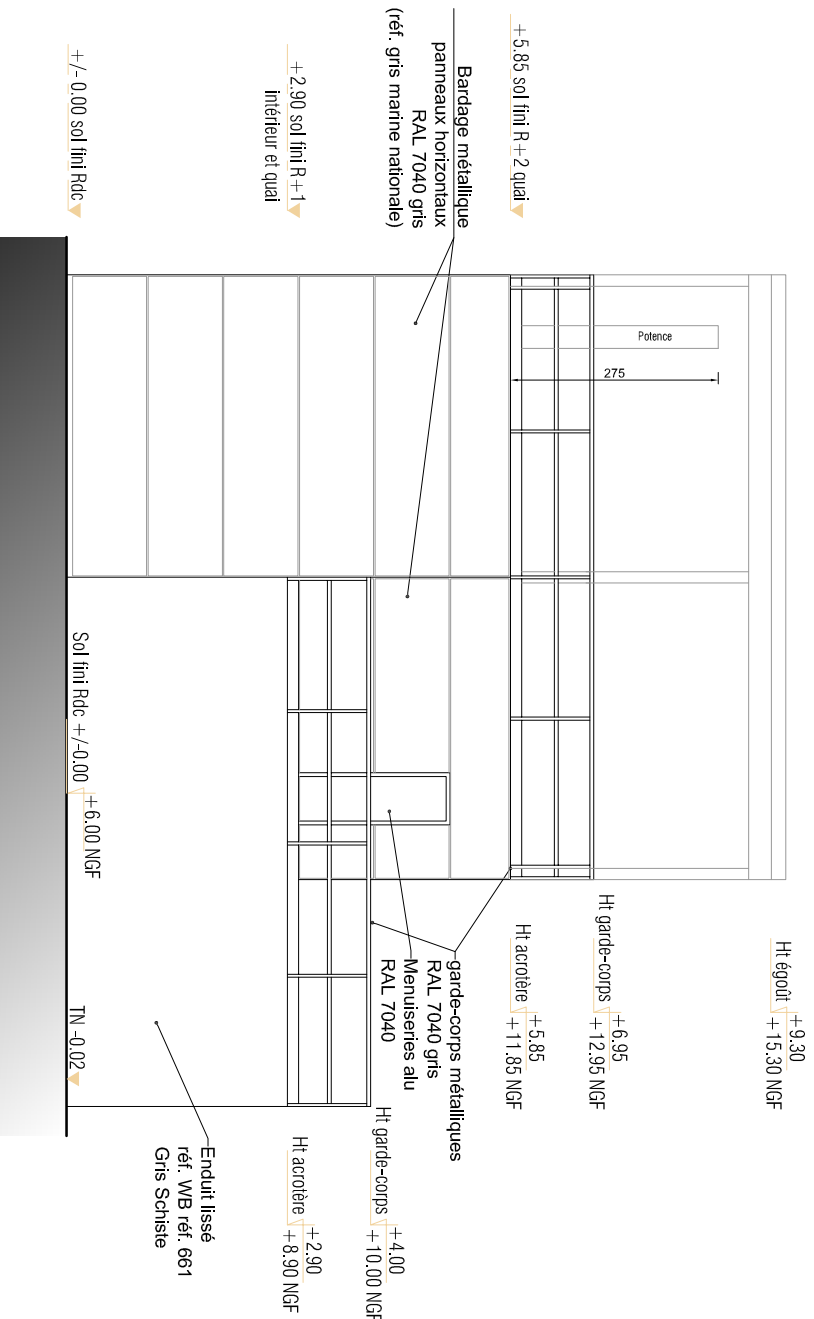 +5.85 sol fini R+2 quai
Bardage métallique
panneaux horizontaux
RAL 7040 gris
(réf. gris marine nationale)
+2.90 sol fini R+1
intérieur et quai
+/- 0.00 sol fini Rdc
Potence
275
Ht égoût
+9.30
+15.30 NGF
Ht garde-corps
+6.95
+12.95 NGF
Ht acrotère
+5.85
+11.85 NGF
garde-corps métalliques
RAL 7040 gris
Menuiseries alu
RAL 7040
Ht garde-corps
+4.00
+10.00 NGF
Ht acrotère
+2.90
+8.90 NGF
Enduit lissé
réf. WB réf. 661
Gris Schiste
Sol fini Rdc +/-0.00
+6.00 NGF
TN -0.02